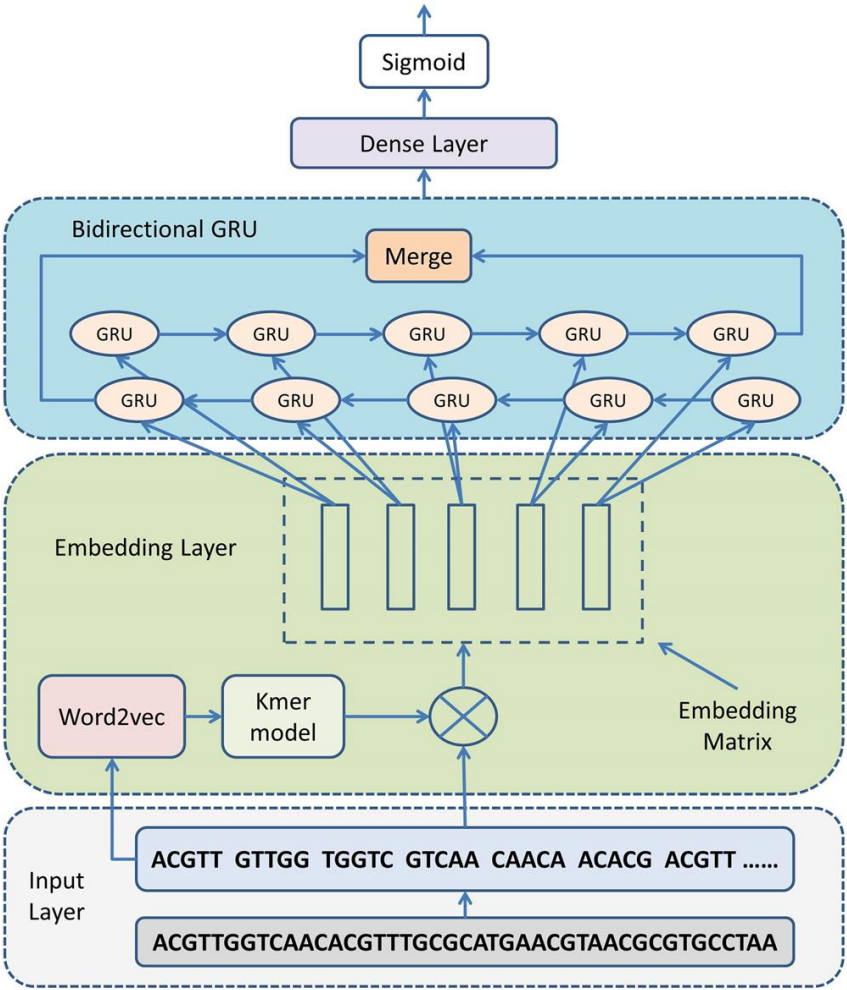 Sigmoid
Dense Layer
Bidirectional GRU
Merge
GRU GRU GRU GRU GRU
GRU GRU GRU GRU GRU
Embedding Layer
Word2vec
Kmer
model
Embedding
Matrix
Input
Layer
ACGTT GTTGG TGGTC GTCAA CAACA ACACG ACGTT ......
ACGTTGGTCAACACGTTTGCGCATGAACGTAACGCGTGCCTAA